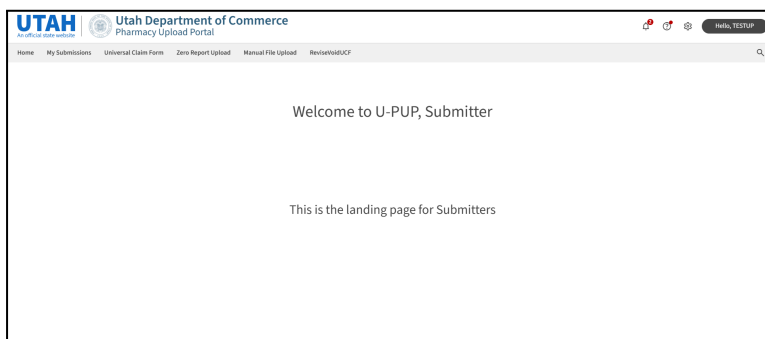 UTAH
An official state website
Utah Department of Commerce
Pharmacy Upload Portal
2
Hello, TESTUP
Home My Submissions Universal Claim Form Zero Report Upload Manual File Upload ReviseVoidUCF
Welcome to U-PUP, Submitter
This is the landing page for Submitters